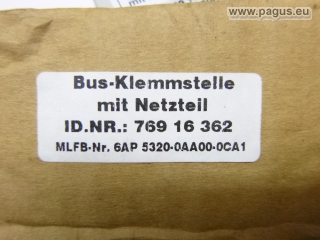 www.pagus.eu
Bus-Klemmstelle
mit Netzteil
ID.NR.: 769 16 362
MLFB-Nr. 6AP 5320-0AA00-0CA1